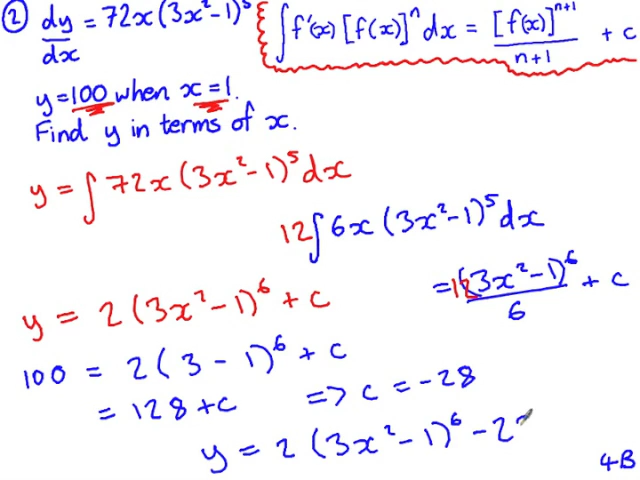 ② dy/dx = 72x(3x²-1)⁵
∫f'(x)[f(x)]ⁿdx = [f(x)]ⁿ⁺¹/n+1 + c
y=100 when x=1.
Find y in terms of x.
y = ∫72x(3x²-1)⁵dx
12∫6x(3x²-1)⁵dx
= 12(3x²-1)⁶/6 + c
y = 2(3x²-1)⁶ + c
100 = 2(3-1)⁶ + c
= 128+c => c = -28
y = 2(3x²-1)⁶ -2
4-B